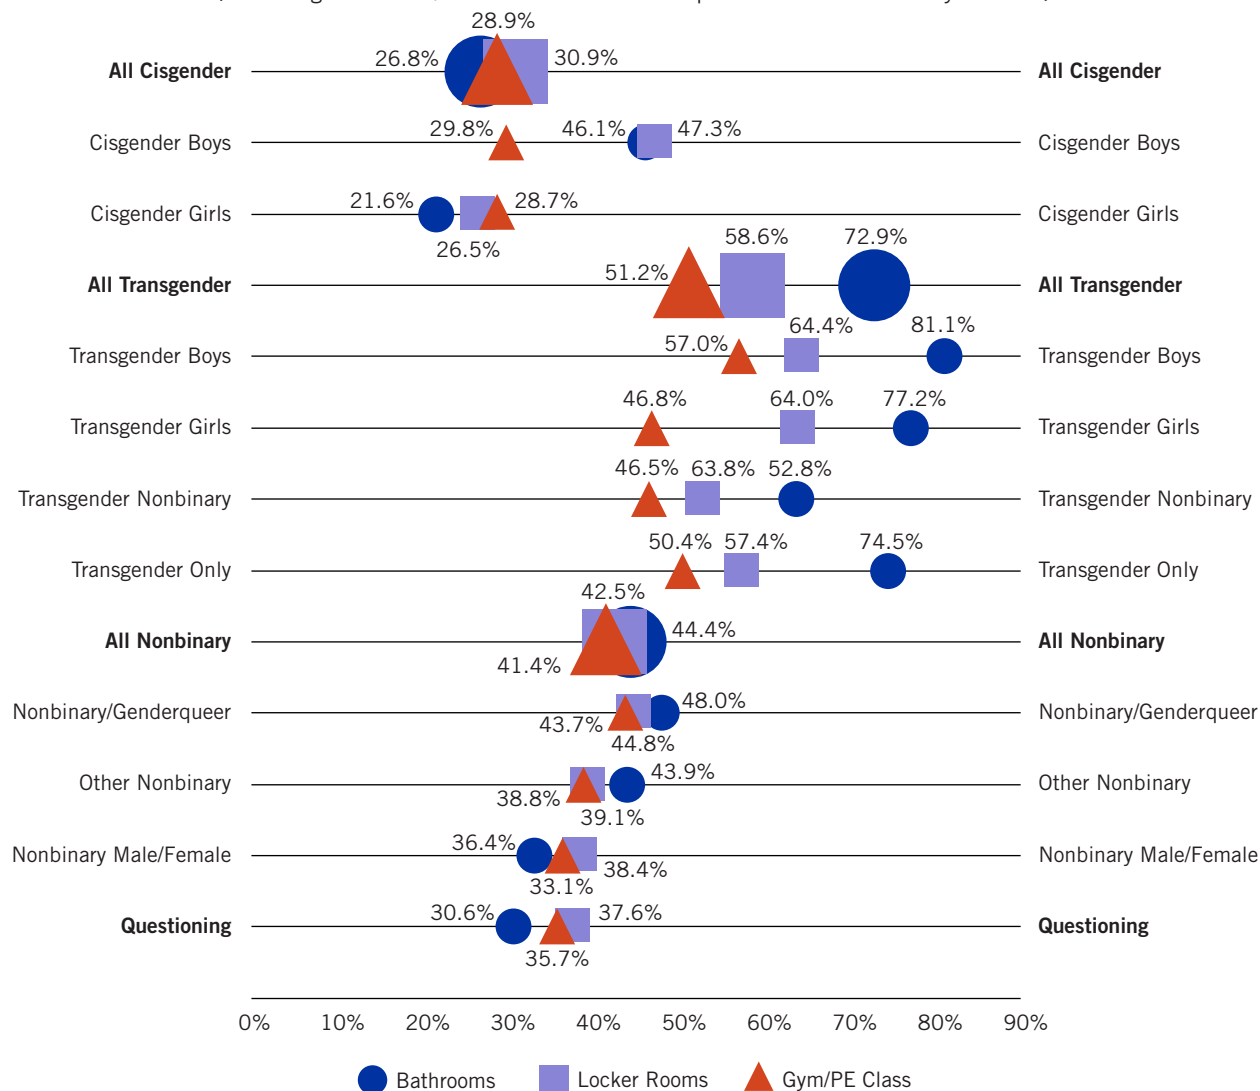 28.9%
All Cisgender 26.8% 30.9% All Cisgender
Cisgender Boys 29.8% 46.1% 47.3% Cisgender Boys
Cisgender Girls 21.6% 28.7% Cisgender Girls
26.5%
58.6% 72.9%
All Transgender 51.2% All Transgender
64.4% 81.1%
Transgender Boys 57.0% Transgender Boys
46.8% 64.0% 77.2%
Transgender Girls Transgender Girls
46.5% 63.8% 52.8%
Transgender Nonbinary Transgender Nonbinary
50.4% 57.4% 74.5%
Transgender Only Transgender Only
42.5%
All Nonbinary 44.4% All Nonbinary
41.4%
Nonbinary/Genderqueer 48.0% Nonbinary/Genderqueer
43.7%
44.8%
Other Nonbinary 43.9% Other Nonbinary
38.8%
39.1%
Nonbinary Male/Female 36.4% 38.4% Nonbinary Male/Female
33.1%
Questioning 30.6% 37.6% Questioning
35.7%
0% 10% 20% 30% 40% 50% 60% 70% 80% 90%
Bathrooms Locker Rooms Gym/PE Class